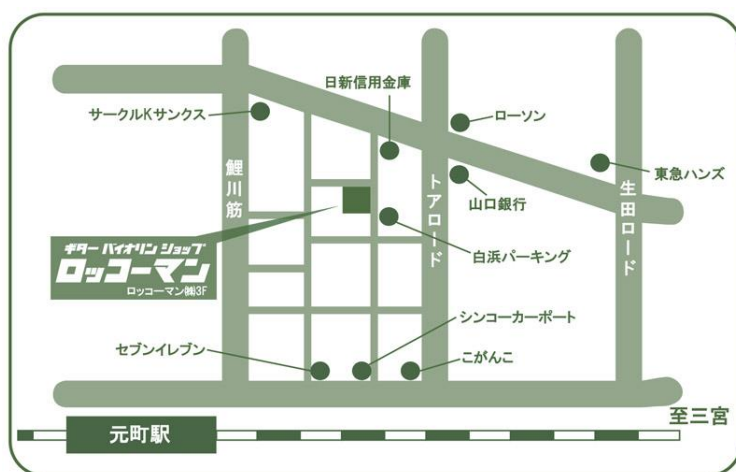 日新信用金庫
サークルKサンクス
ローソン
鯉川筋
トアロード
生田ロード
東急ハンズ
山口銀行
白浜パーキング
ギター バイオリン ショップ
ロッコーマン
ロッコーマン㈱3F
シンコーカーポート
セブンイレブン
こがんこ
至三宮
元町駅